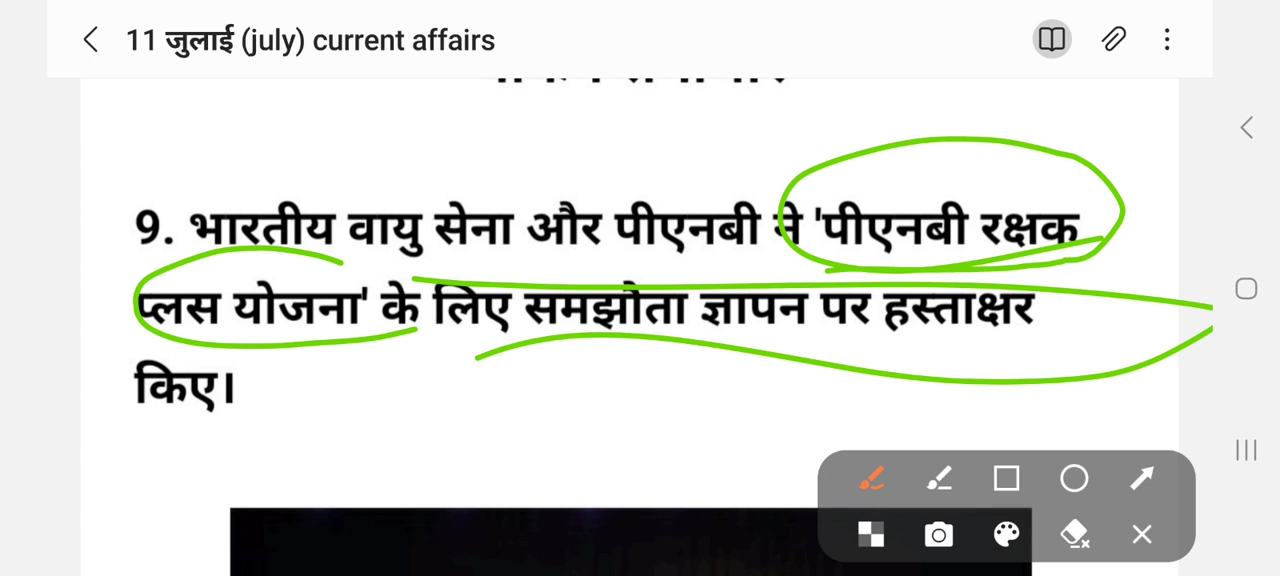 11 जुलाई (july) current affairs
9. भारतीय वायु सेना और पीएनबी ने 'पीएनबी रक्षक
प्लस योजना' के लिए समझोता ज्ञापन पर हस्ताक्षर
किए।